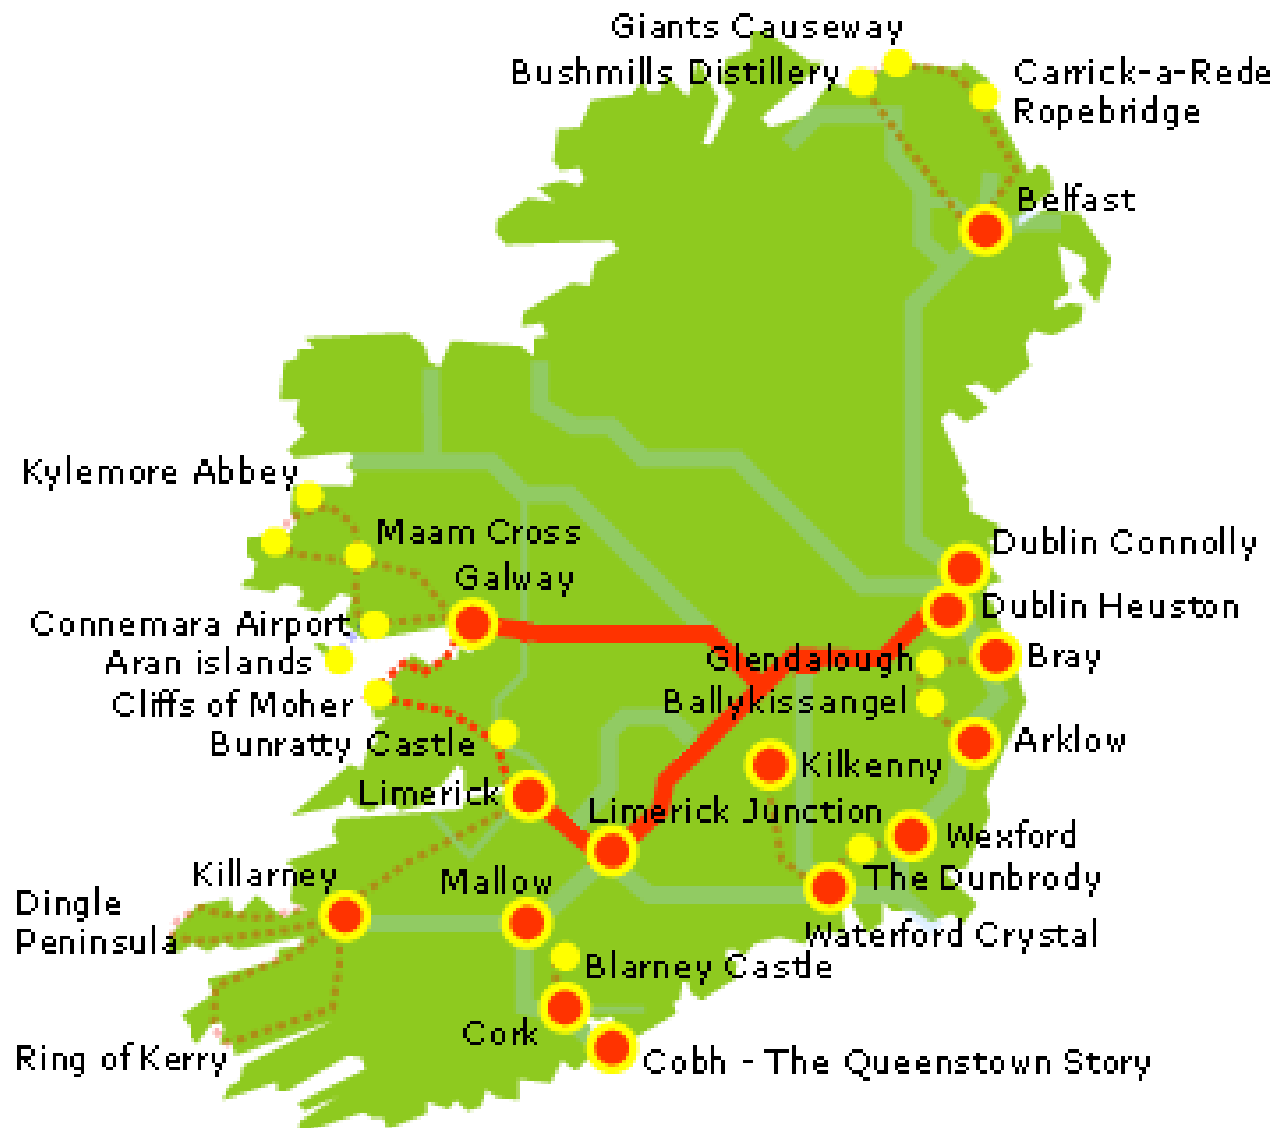 Giants Causeway
Bushmills Distillery
Carrick-a-Rede
Ropebridge
Belfast
Kylemore Abbey
Maam Cross
Galway
Dublin Connolly
Connemara Airport
Dublin Heuston
Aran islands
Glendalough
Bray
Cliffs of Moher
Ballykissangel
Bunratty Castle
Arklow
Kilkenny
Limerick
Limerick Junction
Wexford
Killarney
Mallow
The Dunbrody
Dingle
Peninsula
Waterford Crystal
Blarney Castle
Cork
Ring of Kerry
Cobh - The Queenstown Story